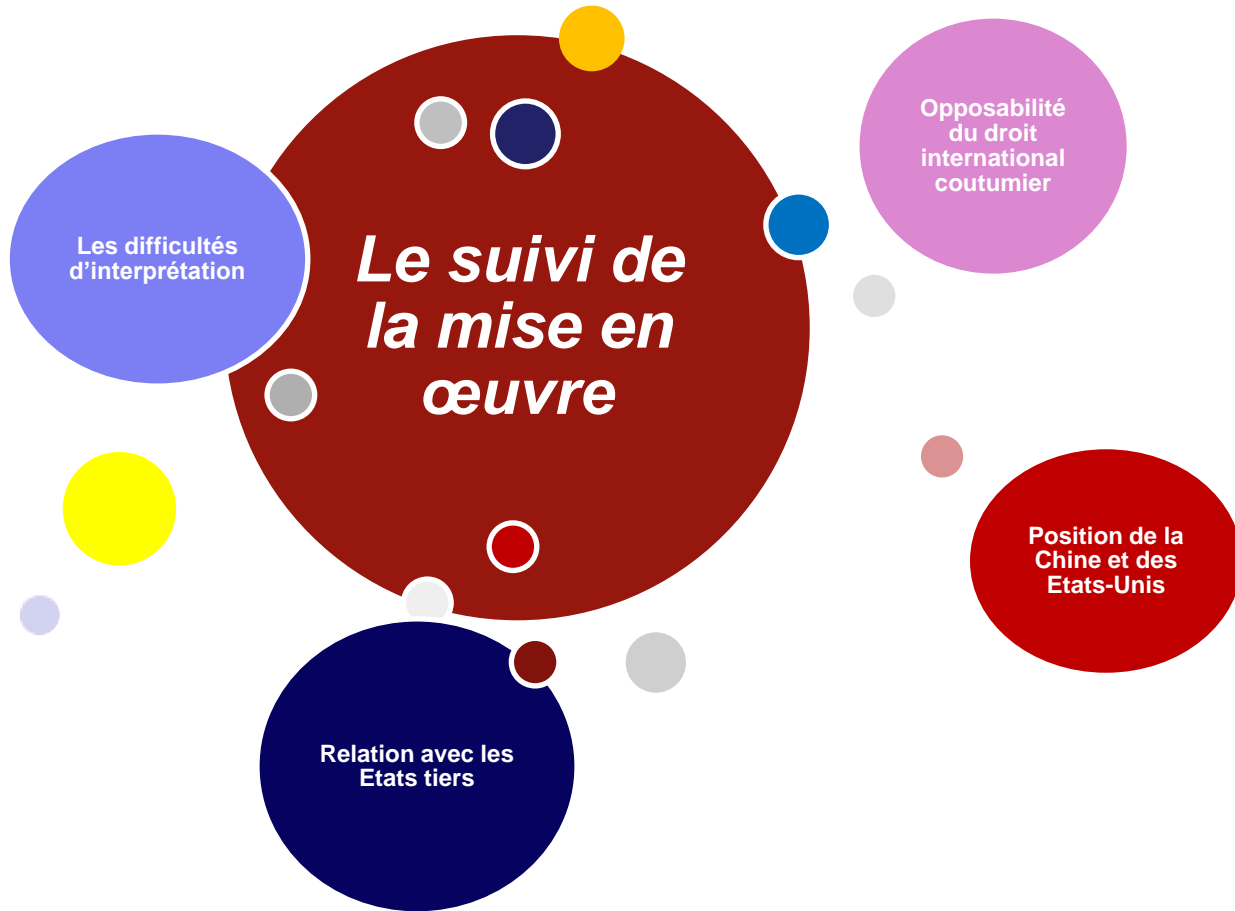 Le suivi de
la mise en
œuvre
Les difficultés
d'interprétation
Opposabilité
du droit
international
coutumier
Position de la
Chine et des
Etats-Unis
Relation avec les
Etats tiers